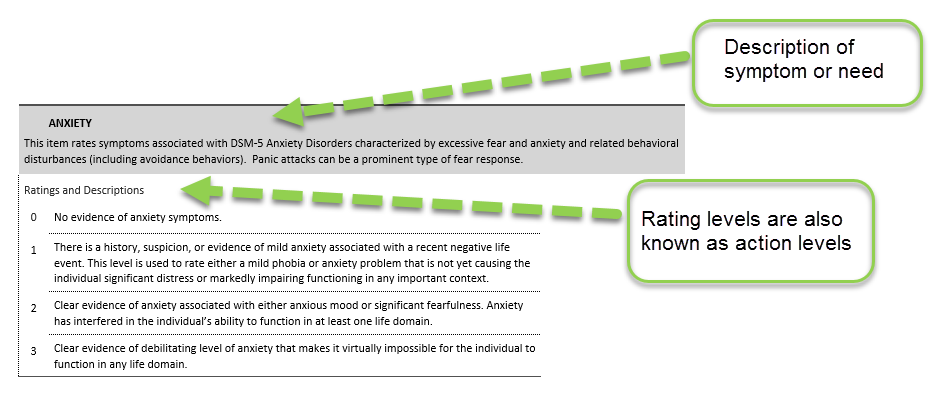 Description of
symptom or need
ANXIETY
This item rates symptoms associated with DSM-5 Anxiety Disorders characterized by excessive fear and anxiety and related behavioral
disturbances (including avoidance behaviors).  Panic attacks can be a prominent type of fear response.
Ratings and Descriptions
Rating levels are also
known as action levels
0 No evidence of anxiety symptoms.
1 There is a history, suspicion, or evidence of mild anxiety associated with a recent negative life
event. This level is used to rate either a mild phobia or anxiety problem that is not yet causing the
individual significant distress or markedly impairing functioning in any important context.
2 Clear evidence of anxiety associated with either anxious mood or significant fearfulness. Anxiety
has interfered in the individual’s ability to function in at least one life domain.
3 Clear evidence of debilitating level of anxiety that makes it virtually impossible for the individual to
function in any life domain.